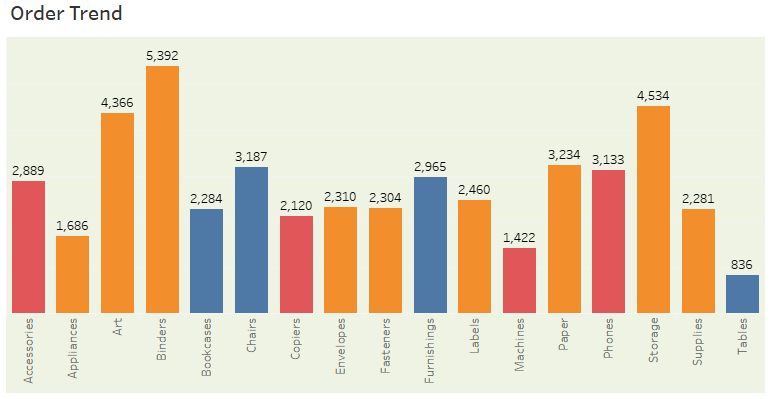 Order Trend
5,392
4,534
4,366
3,187
3,234
3,133
2,889
2,965
2,460
2,284
2,310
2,304
2,281
2,120
1,686
1,422
836
Accessories
Appliances
Art
Binders
Bookcases
Chairs
Copiers
Envelopes
Fasteners
Furnishings
Labels
Machines
Paper
Phones
Storage
Supplies
Tables